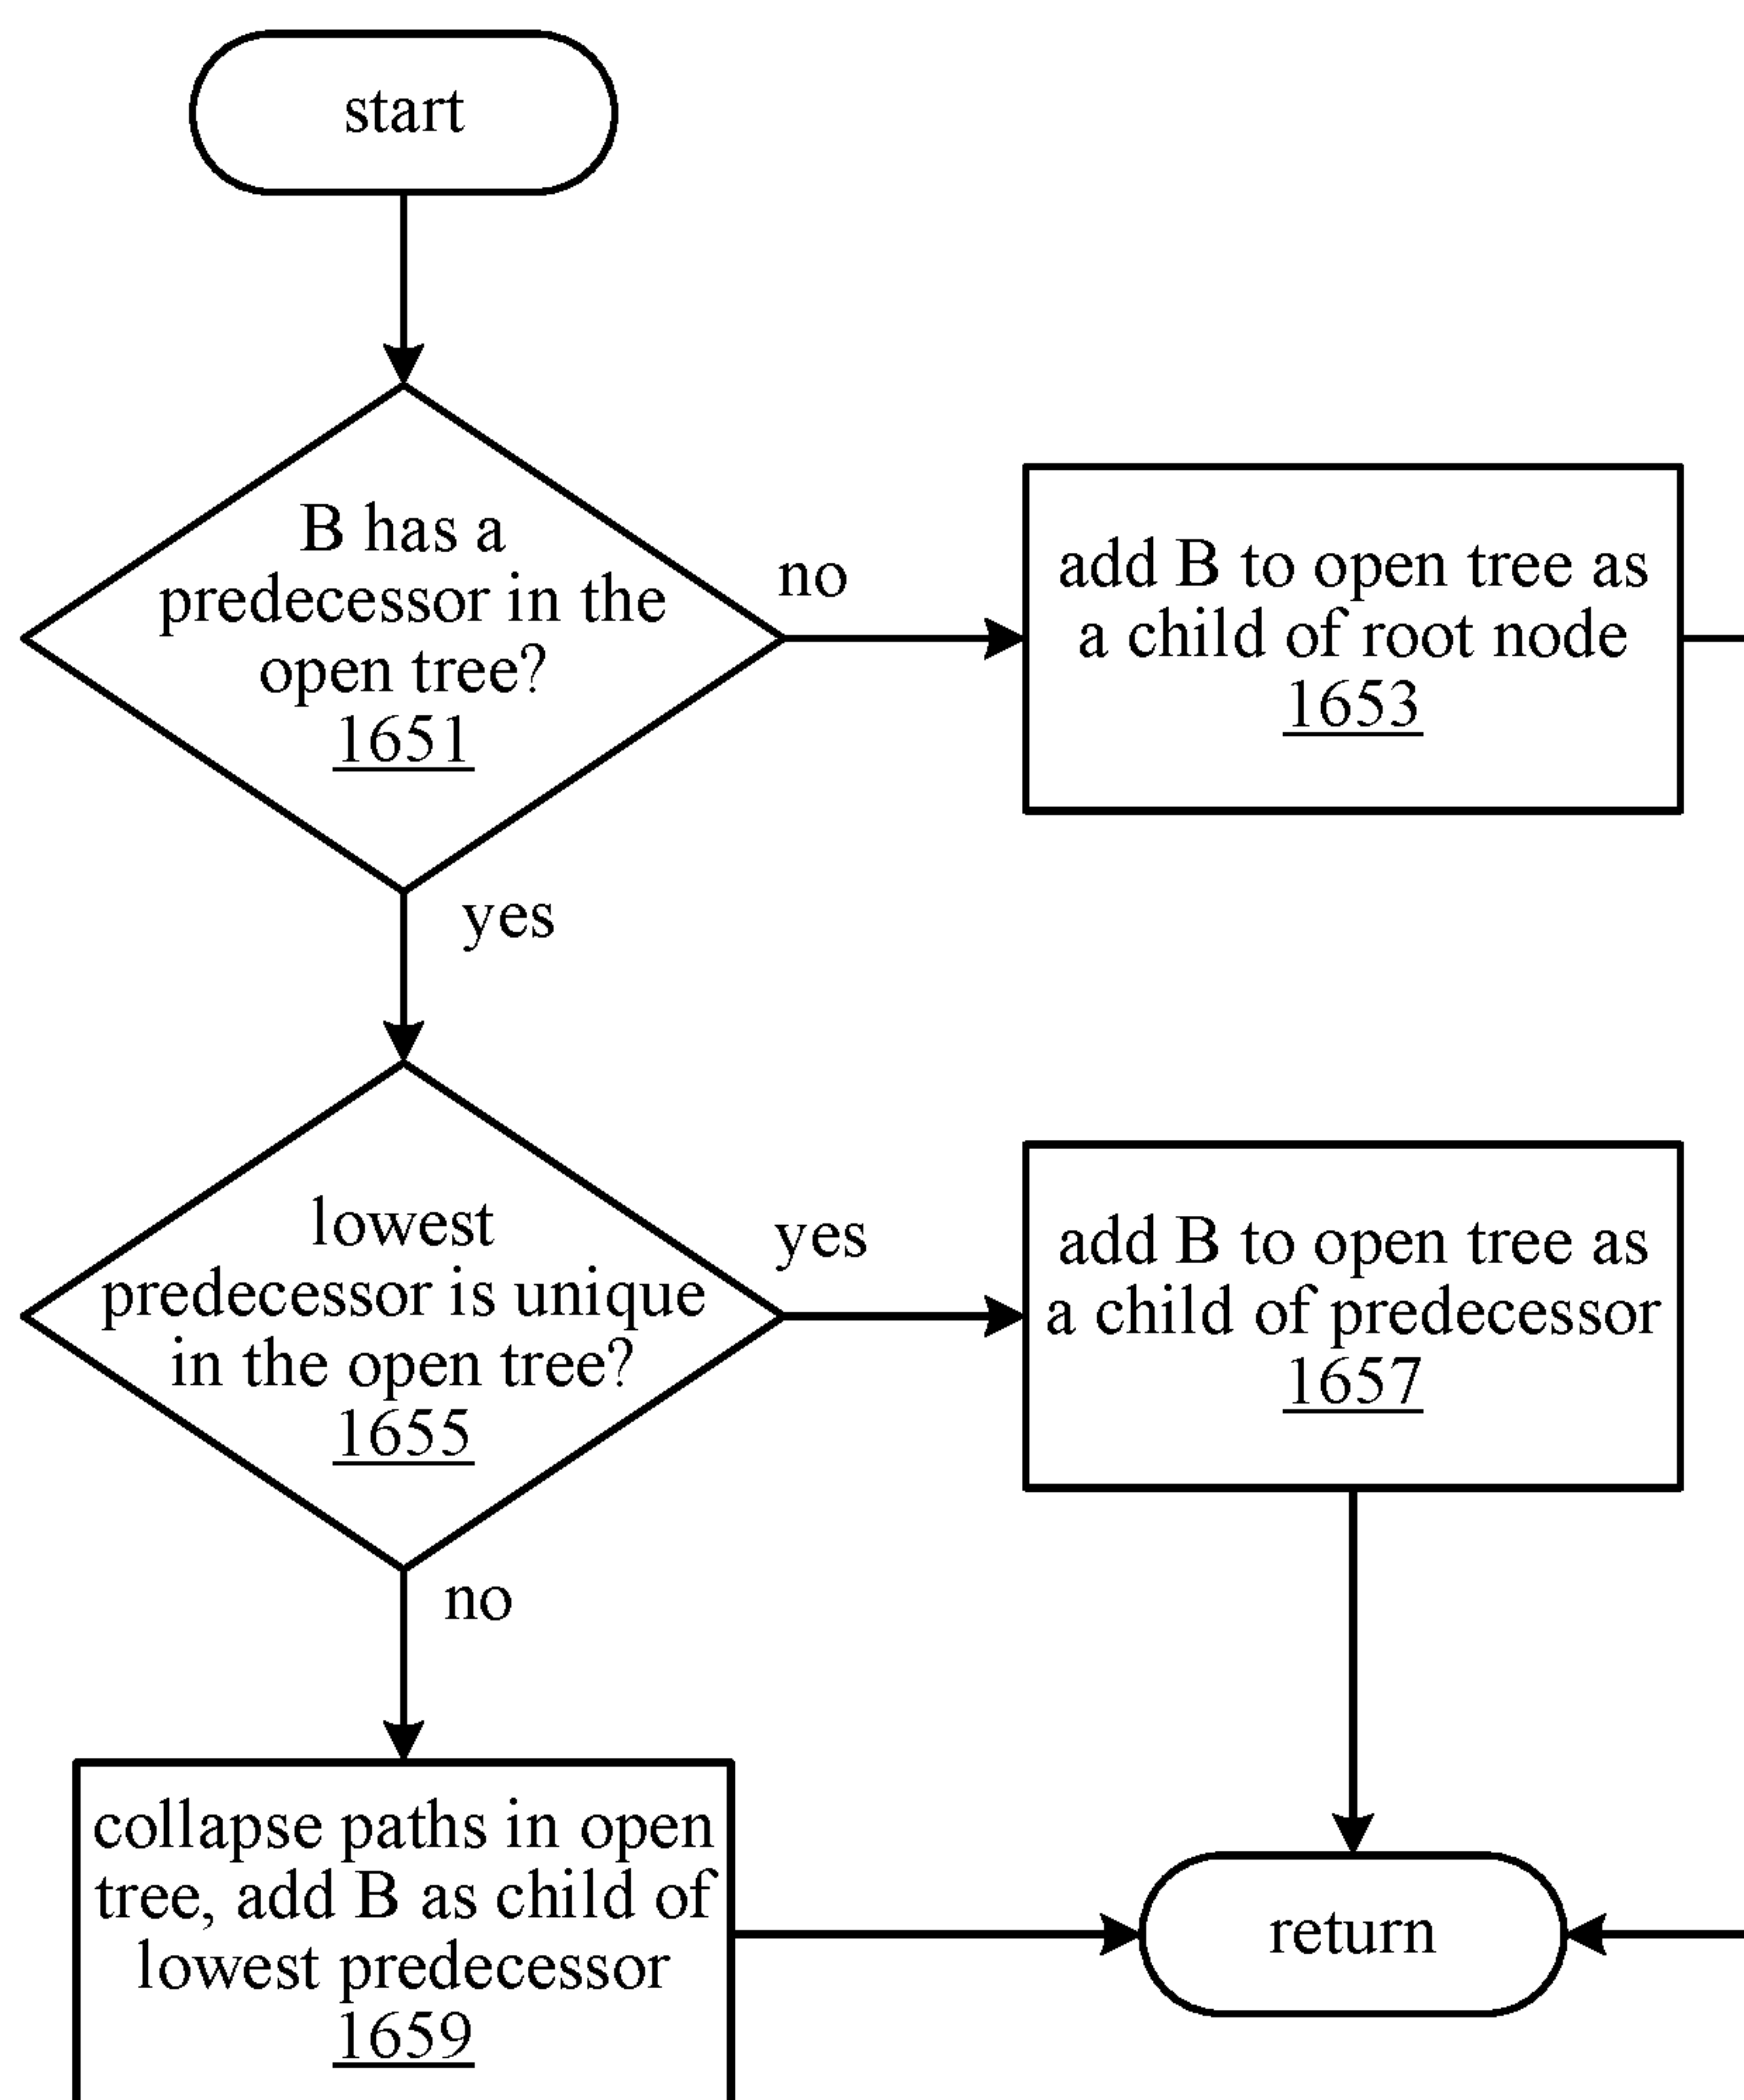 start
B has a
predecessor in the
open tree?
1651
no
add B to open tree as
a child of root node
1653
yes
lowest
predecessor is unique
in the open tree?
1655
yes
add B to open tree as
a child of predecessor
1657
no
collapse paths in open
tree, add B as child of
lowest predecessor
1659
return